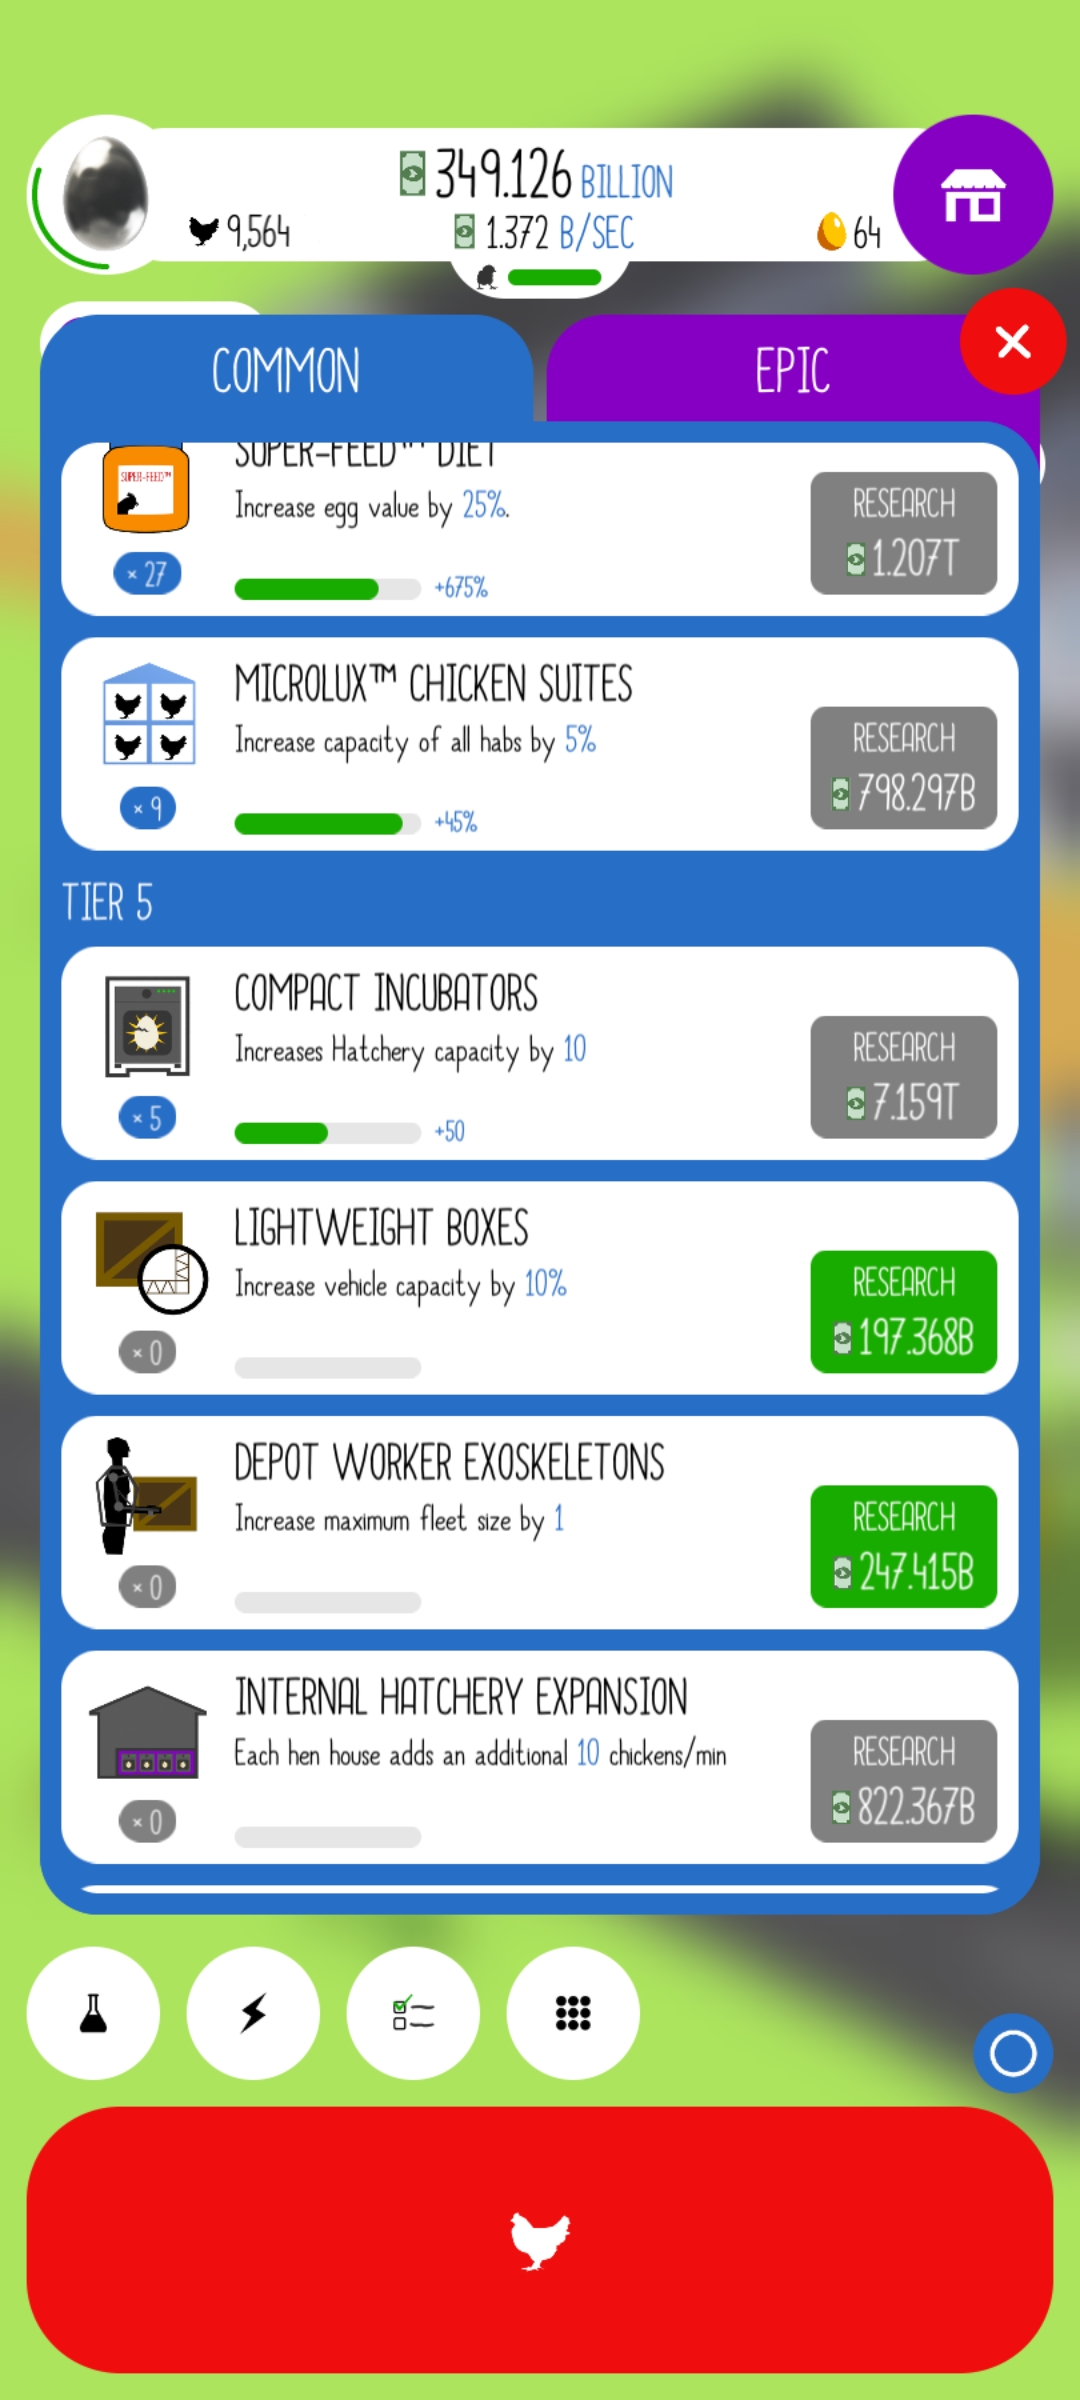 349.126 BILLION
9,564
1.372 B/SEC
64
COMMON
EPIC
SUPER-FEED™ DIET
SUPER-FEED™
Increase egg value by 25%.
RESEARCH
1.207T
× 27
+675%
MICROLUX™ CHICKEN SUITES
Increase capacity of all habs by 5%
RESEARCH
798.297B
× 9
+45%
TIER 5
COMPACT INCUBATORS
Increases Hatchery capacity by 10
RESEARCH
7.159T
× 5
+50
LIGHTWEIGHT BOXES
Increase vehicle capacity by 10%
RESEARCH
197.368B
× 0
DEPOT WORKER EXOSKELETONS
Increase maximum fleet size by 1
RESEARCH
247.415B
× 0
INTERNAL HATCHERY EXPANSION
Each hen house adds an additional 10 chickens/min
RESEARCH
822.367B
× 0